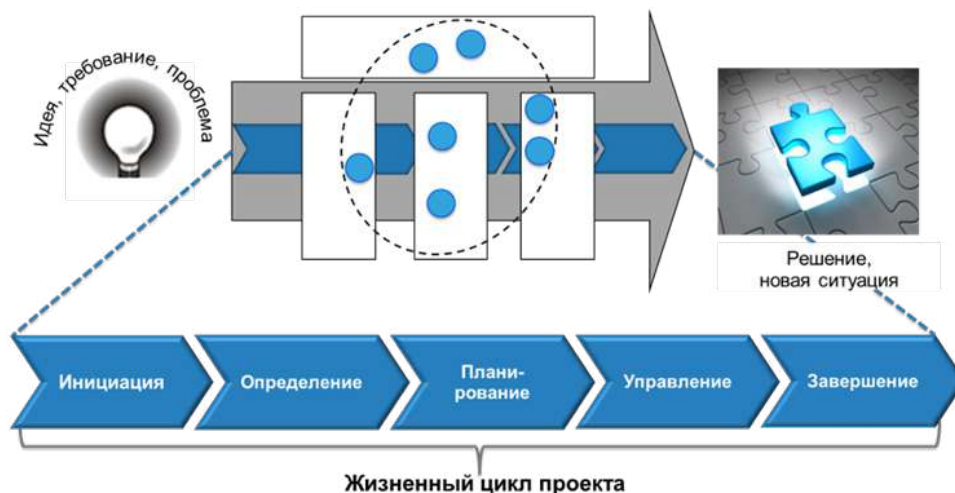 Идея, требование, проблема
Решение,
новая ситуация
Инициация
Определение
Плани-
рование
Управление
Завершение
Жизненный цикл проекта